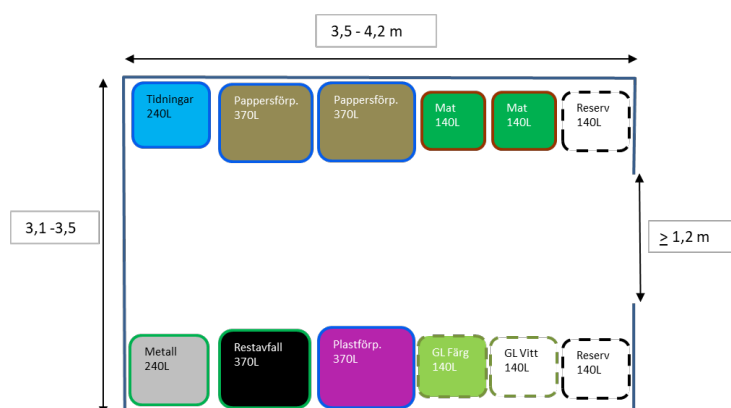 3,5 - 4,2 m
Tidningar
240L
Pappersförp.
370L
Pappersförp.
370L
Mat
140L
Mat
140L
Reserv
140L
3,1 -3,5
≥ 1,2 m
Metall
240L
Restavfall
370L
Plastförp.
370L
GL Färg
140L
GL Vitt
140L
Reserv
140L